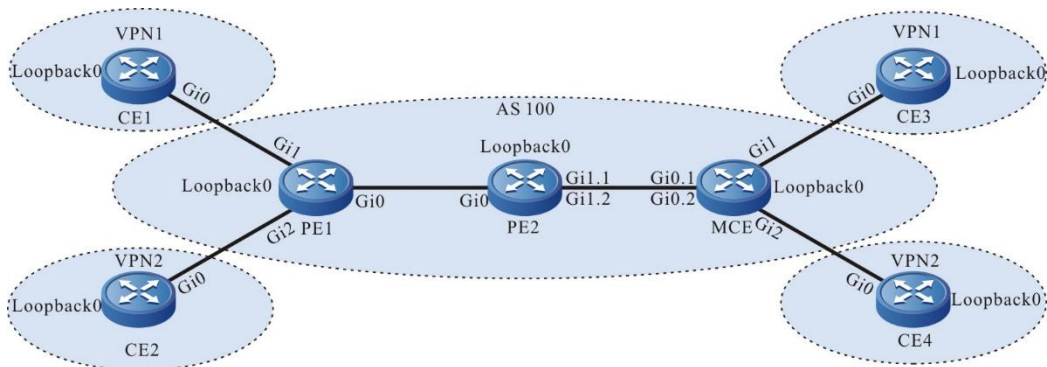 VPN1
Loopback0
Gi0
CE1
VPN1
Loopback0
Gi0
CE3
AS 100
Loopback0
Gi1
Gi1
Loopback0
Gi0
Gi0
Gi1.1
Gi1.2
Gi0.1
Gi0.2
Loopback0
PE1
PE2
MCE
Gi2
Gi2
VPN2
Loopback0
Gi0
CE2
VPN2
Loopback0
Gi0
CE4